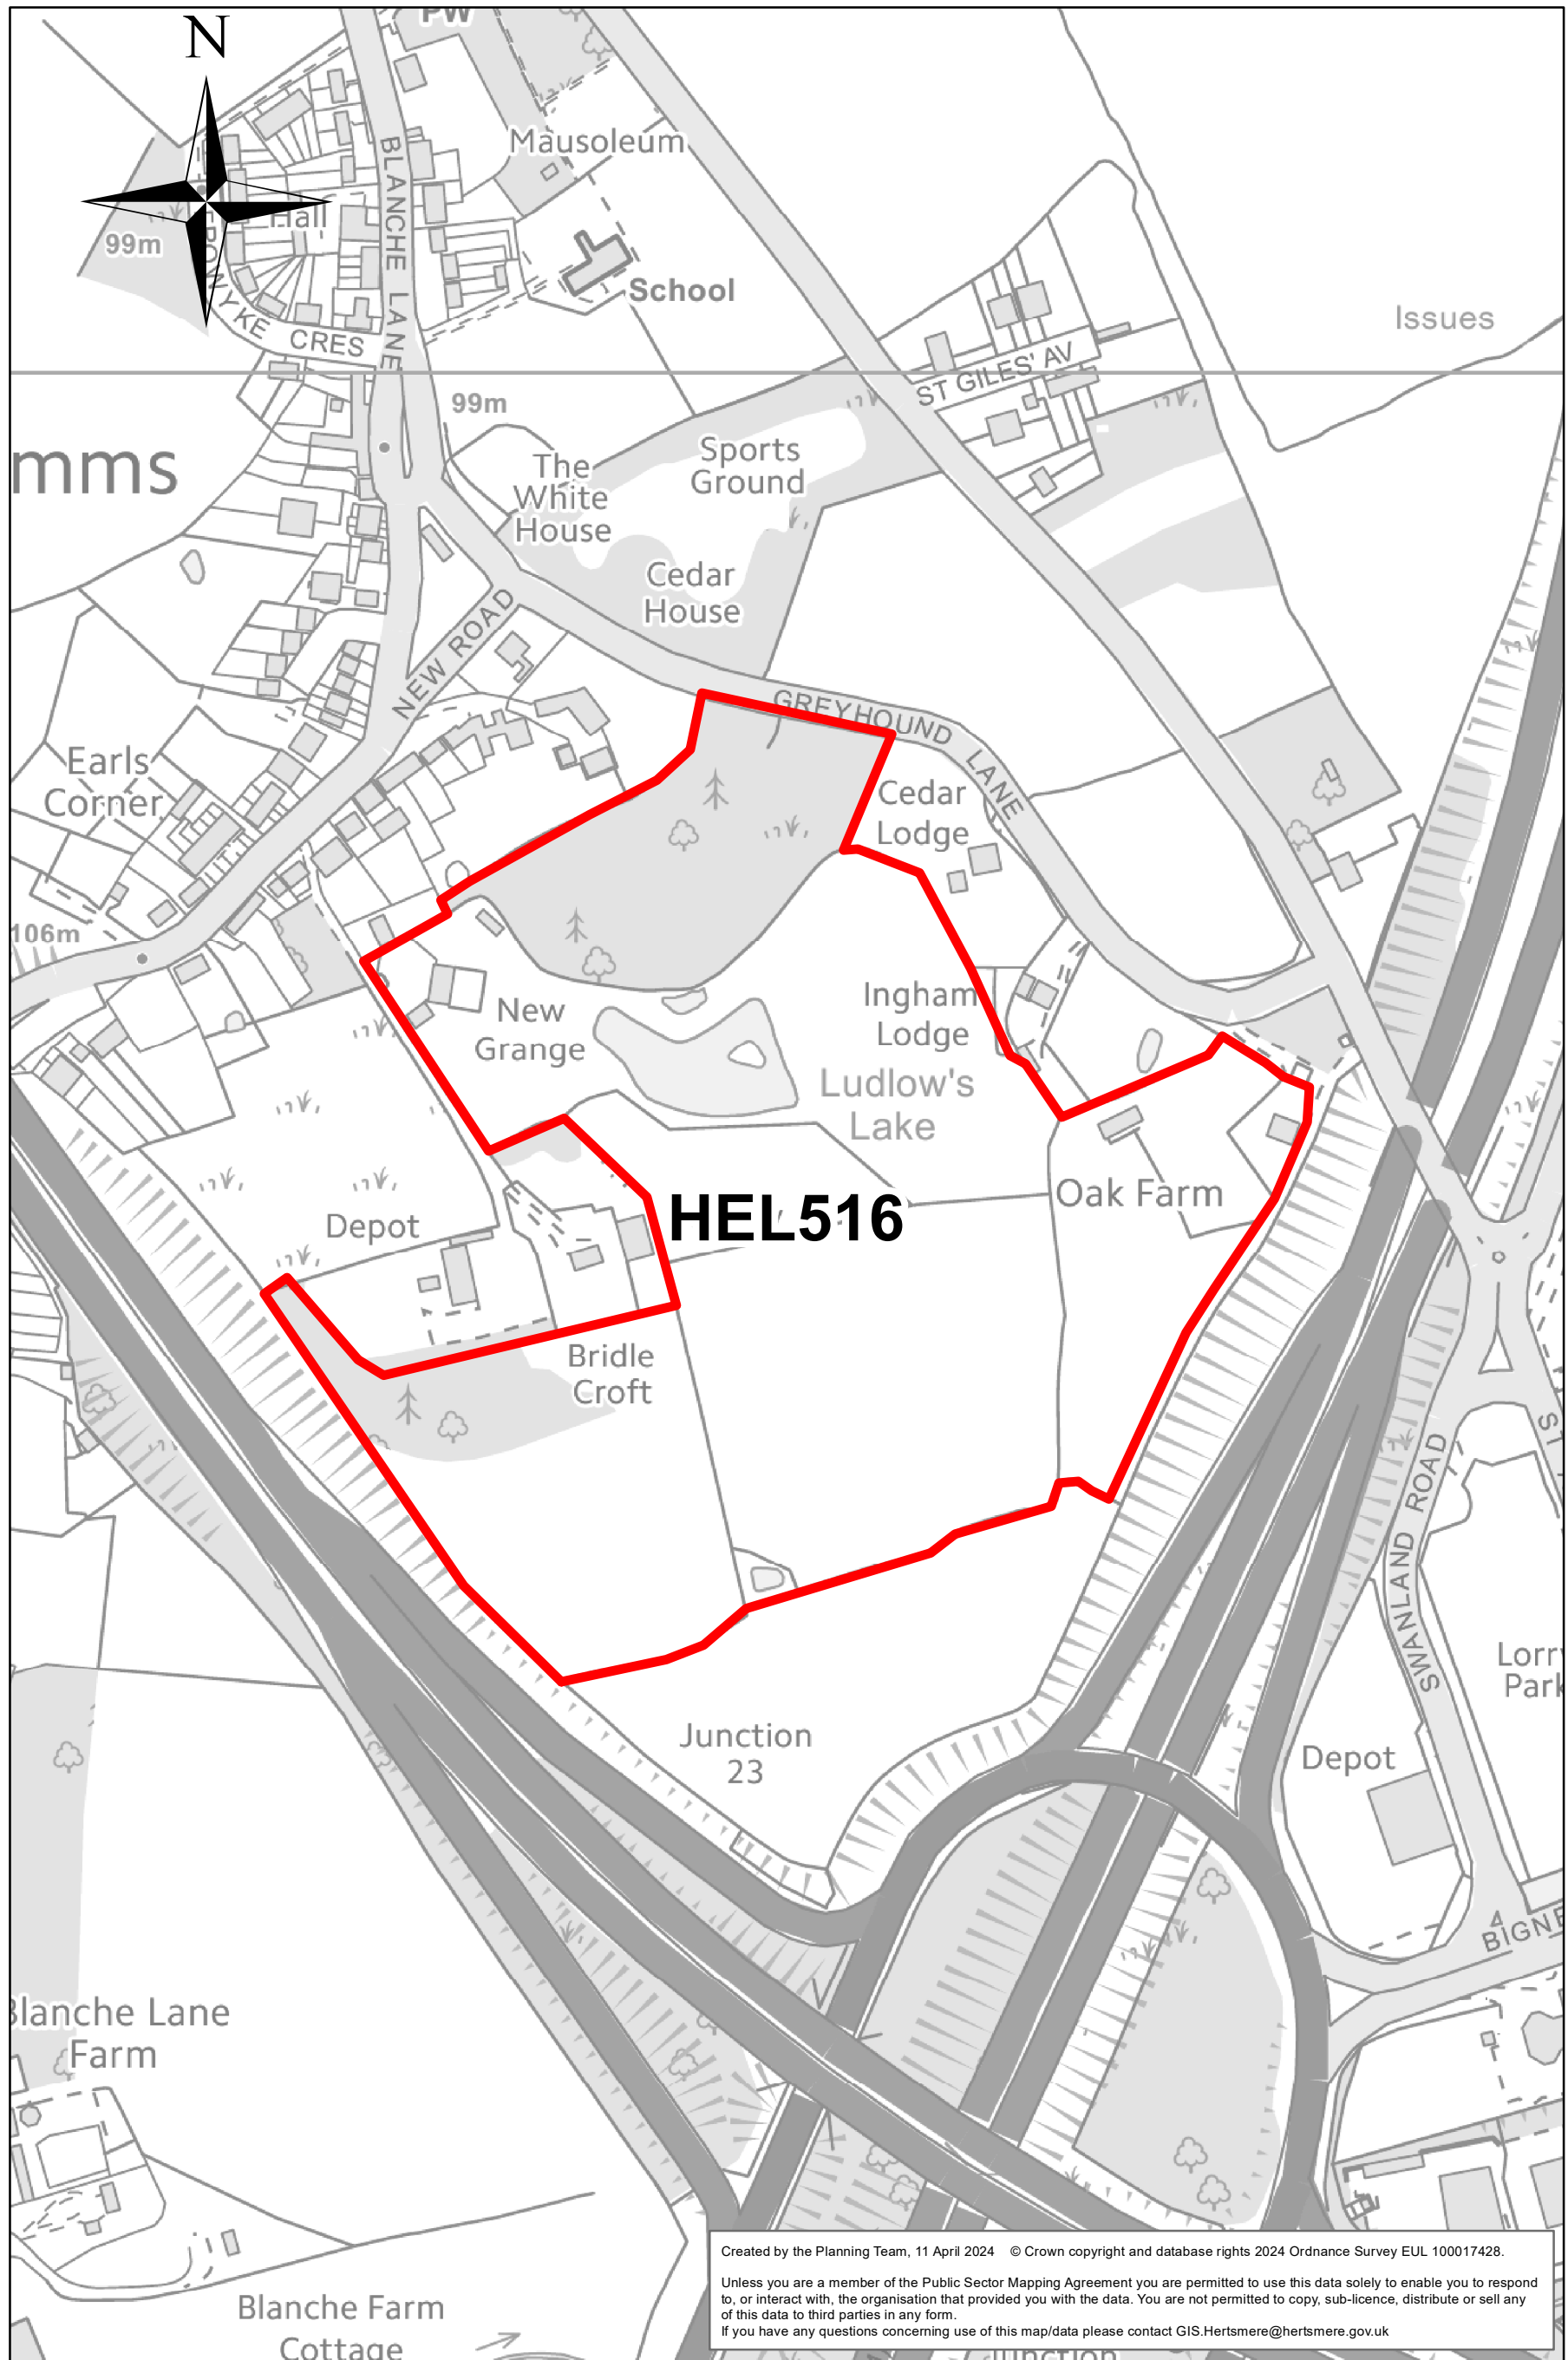 PW
N
Mausoleum
BLANCHE LANE
Hall
99m
School
Issues
CRES
ST GILES' AV
99m
mms
Sports
Ground
The
White
House
Cedar
House
NEW ROAD
GREYHOUND LANE
Earls
Corner
Cedar
Lodge
106m
New
Grange
Ingham
Lodge
Ludlow's
Lake
Oak Farm
HEL516
Depot
Bridle
Croft
SWANLAND ROAD
ST
Lorry
Park
Junction
23
Depot
BIGNE
Blanche Lane
Farm
Blanche Farm
Cottage
Junction
Created by the Planning Team, 11 April 2024 © Crown copyright and database rights 2024 Ordnance Survey EUL 100017428.
Unless you are a member of the Public Sector Mapping Agreement you are permitted to use this data solely to enable you to respond
to, or interact with, the organisation that provided you with the data. You are not permitted to copy, sub-licence, distribute or sell any
of this data to third parties in any form.
If you have any questions concerning use of this map/data please contact GIS.Hertsmere@hertsmere.gov.uk